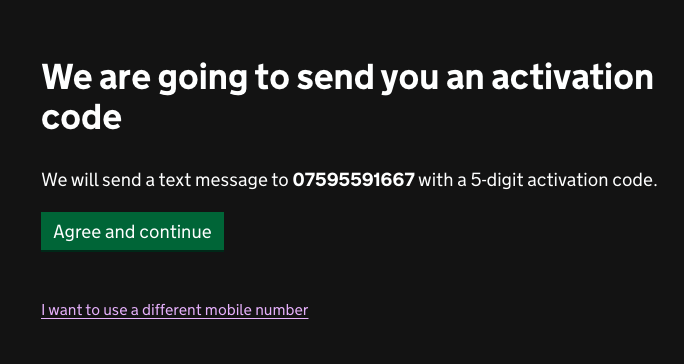 We are going to send you an activation
code
We will send a text message to 07595591667 with a 5-digit activation code.
Agree and continue
I want to use a different mobile number